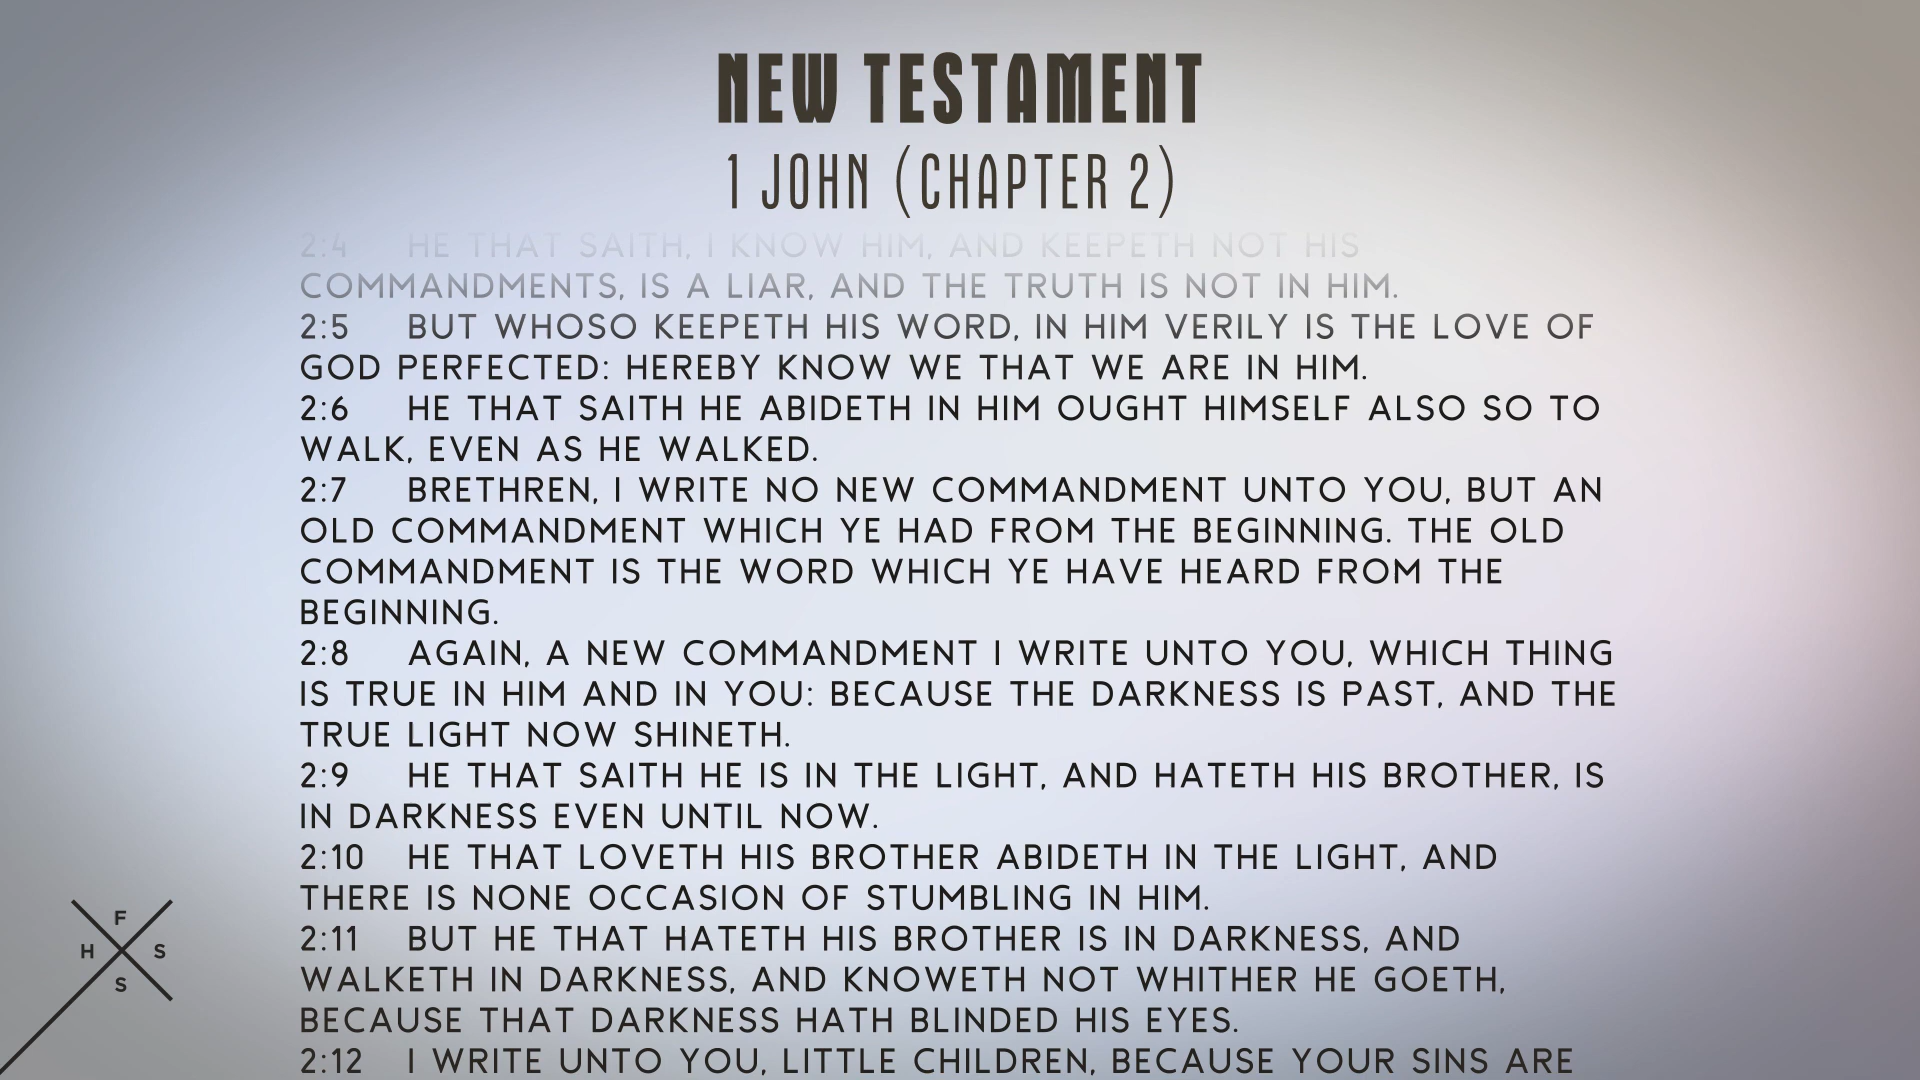 NEW TESTAMENT
1 JOHN (CHAPTER 2)
2:4 HE THAT SAITH, I KNOW HIM, AND KEEPETH NOT HIS
COMMANDMENTS, IS A LIAR, AND THE TRUTH IS NOT IN HIM.
2:5 BUT WHOSO KEEPETH HIS WORD, IN HIM VERILY IS THE LOVE OF
GOD PERFECTED: HEREBY KNOW WE THAT WE ARE IN HIM.
2:6 HE THAT SAITH HE ABIDETH IN HIM OUGHT HIMSELF ALSO SO TO
WALK, EVEN AS HE WALKED.
2:7 BRETHREN, I WRITE NO NEW COMMANDMENT UNTO YOU, BUT AN
OLD COMMANDMENT WHICH YE HAD FROM THE BEGINNING. THE OLD
COMMANDMENT IS THE WORD WHICH YE HAVE HEARD FROM THE
BEGINNING.
2:8 AGAIN, A NEW COMMANDMENT I WRITE UNTO YOU, WHICH THING
IS TRUE IN HIM AND IN YOU: BECAUSE THE DARKNESS IS PAST, AND THE
TRUE LIGHT NOW SHINETH.
2:9 HE THAT SAITH HE IS IN THE LIGHT, AND HATETH HIS BROTHER, IS
IN DARKNESS EVEN UNTIL NOW.
2:10 HE THAT LOVETH HIS BROTHER ABIDETH IN THE LIGHT, AND
THERE IS NONE OCCASION OF STUMBLING IN HIM.
2:11 BUT HE THAT HATETH HIS BROTHER IS IN DARKNESS, AND
WALKETH IN DARKNESS, AND KNOWETH NOT WHITHER HE GOETH,
BECAUSE THAT DARKNESS HATH BLINDED HIS EYES.
2:12 I WRITE UNTO YOU, LITTLE CHILDREN, BECAUSE YOUR SINS ARE
F
H S
S